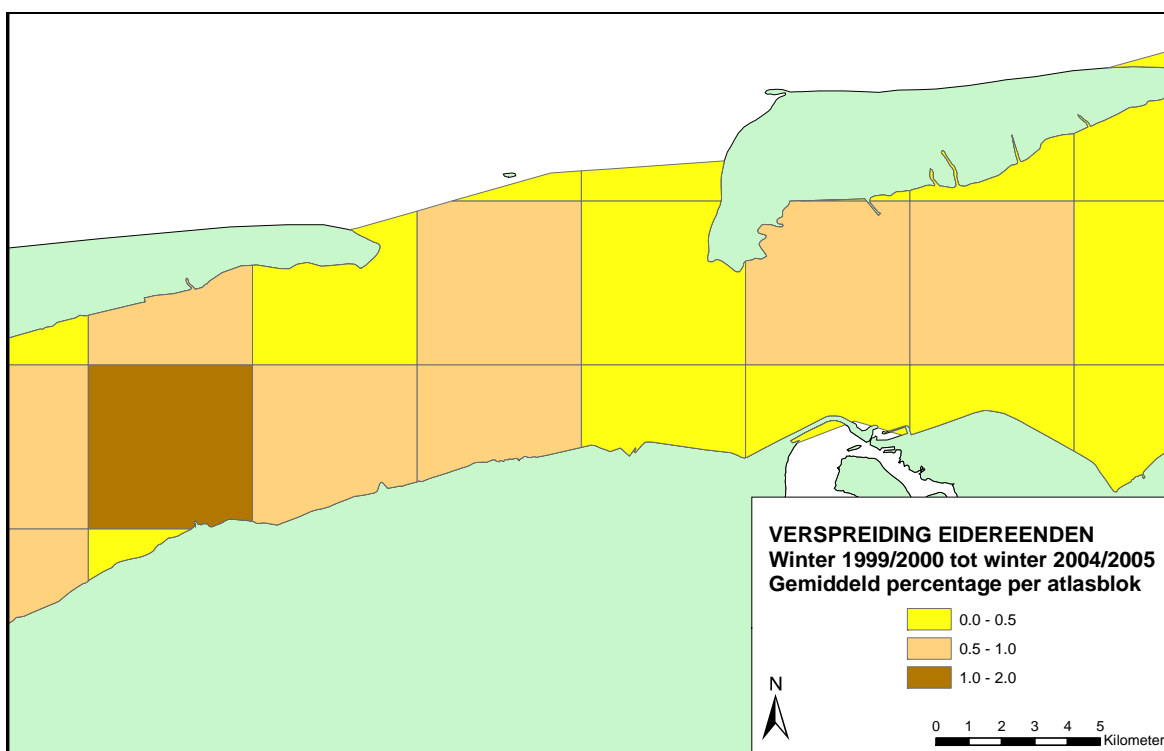 VERSPREIDING EIDEREENDEN
Winter 1999/2000 tot winter 2004/2005
Gemiddeld percentage per atlasblok
0.0 - 0.5
0.5 - 1.0
1.0 - 2.0
N
0 1 2 3 4 5
Kilometer